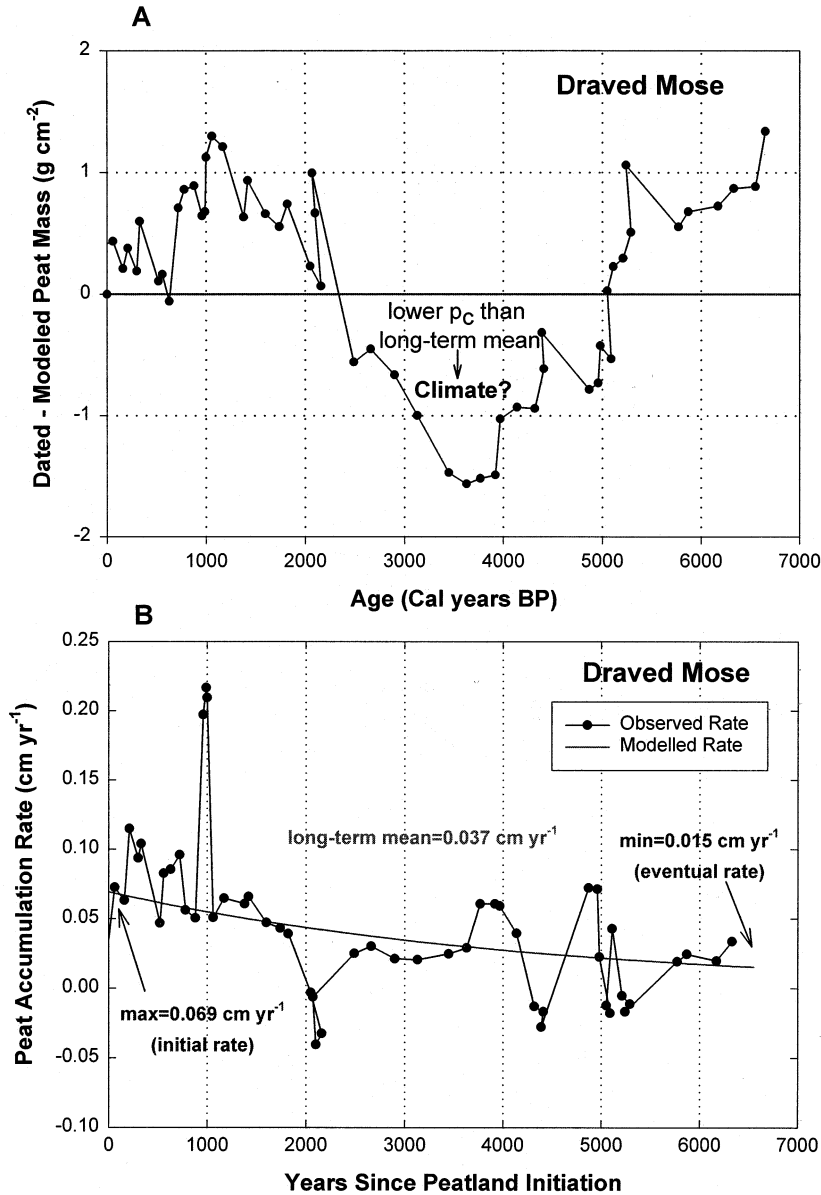 A
Draved Mose
Dated - Modeled Peat Mass (g cm-2)
2
1
0
-1
-2
lower pC than
long-term mean
Climate?
0 1000 2000 3000 4000 5000 6000 7000
Age (Cal years BP)
B
Draved Mose
Observed Rate
Modelled Rate
Peat Accumulation Rate (cm yr-1)
0.25
0.20
0.15
0.10
0.05
0.00
-0.05
-0.10
long-term mean=0.037 cm yr-1
min=0.015 cm yr-1
(eventual rate)
max=0.069 cm yr-1
(initial rate)
0 1000 2000 3000 4000 5000 6000 7000
Years Since Peatland Initiation